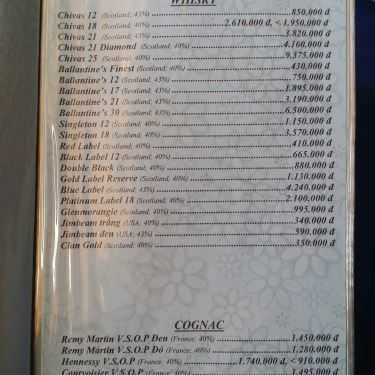 WHISKY
Chivas 12 (Scotland; 43%) 850.000 đ
Chivas 18 (Scotland; 40%) 2.610.000 đ, < 1.950.000 đ
Chivas 21 (Scotland; 43%) 3.820.000 đ
Chivas 21 Diamond (Scotland; 40%) 4.160.000 đ
Chivas 25 (Scotland; 40%) 9.375.000 đ
Ballantine's Finest (Scotland; 40%) 430.000 đ
Ballantine's 12 (Scotland; 43%) 750.000 đ
Ballantine's 17 (Scotland; 43%) 1.895.000 đ
Ballantine's 21 (Scotland; 43%) 3.190.000 đ
Ballantine's 30 (Scotland; 43%) 6.500.000 đ
Singleton 12 (Scotland; 40%) 1.150.000 đ
Singleton 18 (Scotland; 40%) 3.570.000 đ
Red Label (Scotland; 40%) 410.000 đ
Black Label 12 (Scotland; 40%) 665.000 đ
Double Black (Scotland; 40%) 880.000 đ
Gold Label Reserve (Scotland; 40%) 1.130.000 đ
Blue Label (Scotland; 40%) 4.240.000 đ
Platinum Label 18 (Scotland; 40%) 2.100.000 đ
Glenmorangie (Scotland; 40%) 995.000 đ
Jimbeam trắng (USA; 40%) 340.000 đ
Jimbeam đen (USA; 43%) 590.000 đ
Clan Gold (Scotland; 40%) 350.000 đ
COGNAC
Remy Martin V.S.O.P Đen (France; 40%) 1.450.000 đ
Remy Martin V.S.O.P Đỏ (France; 40%) 1.280.000 đ
Hennessy V.S.O.P (France; 40%) 1.740.000 đ, < 910.000 đ
Courvoisier V.S.O.P (France; 40%) 1.495.000 đ